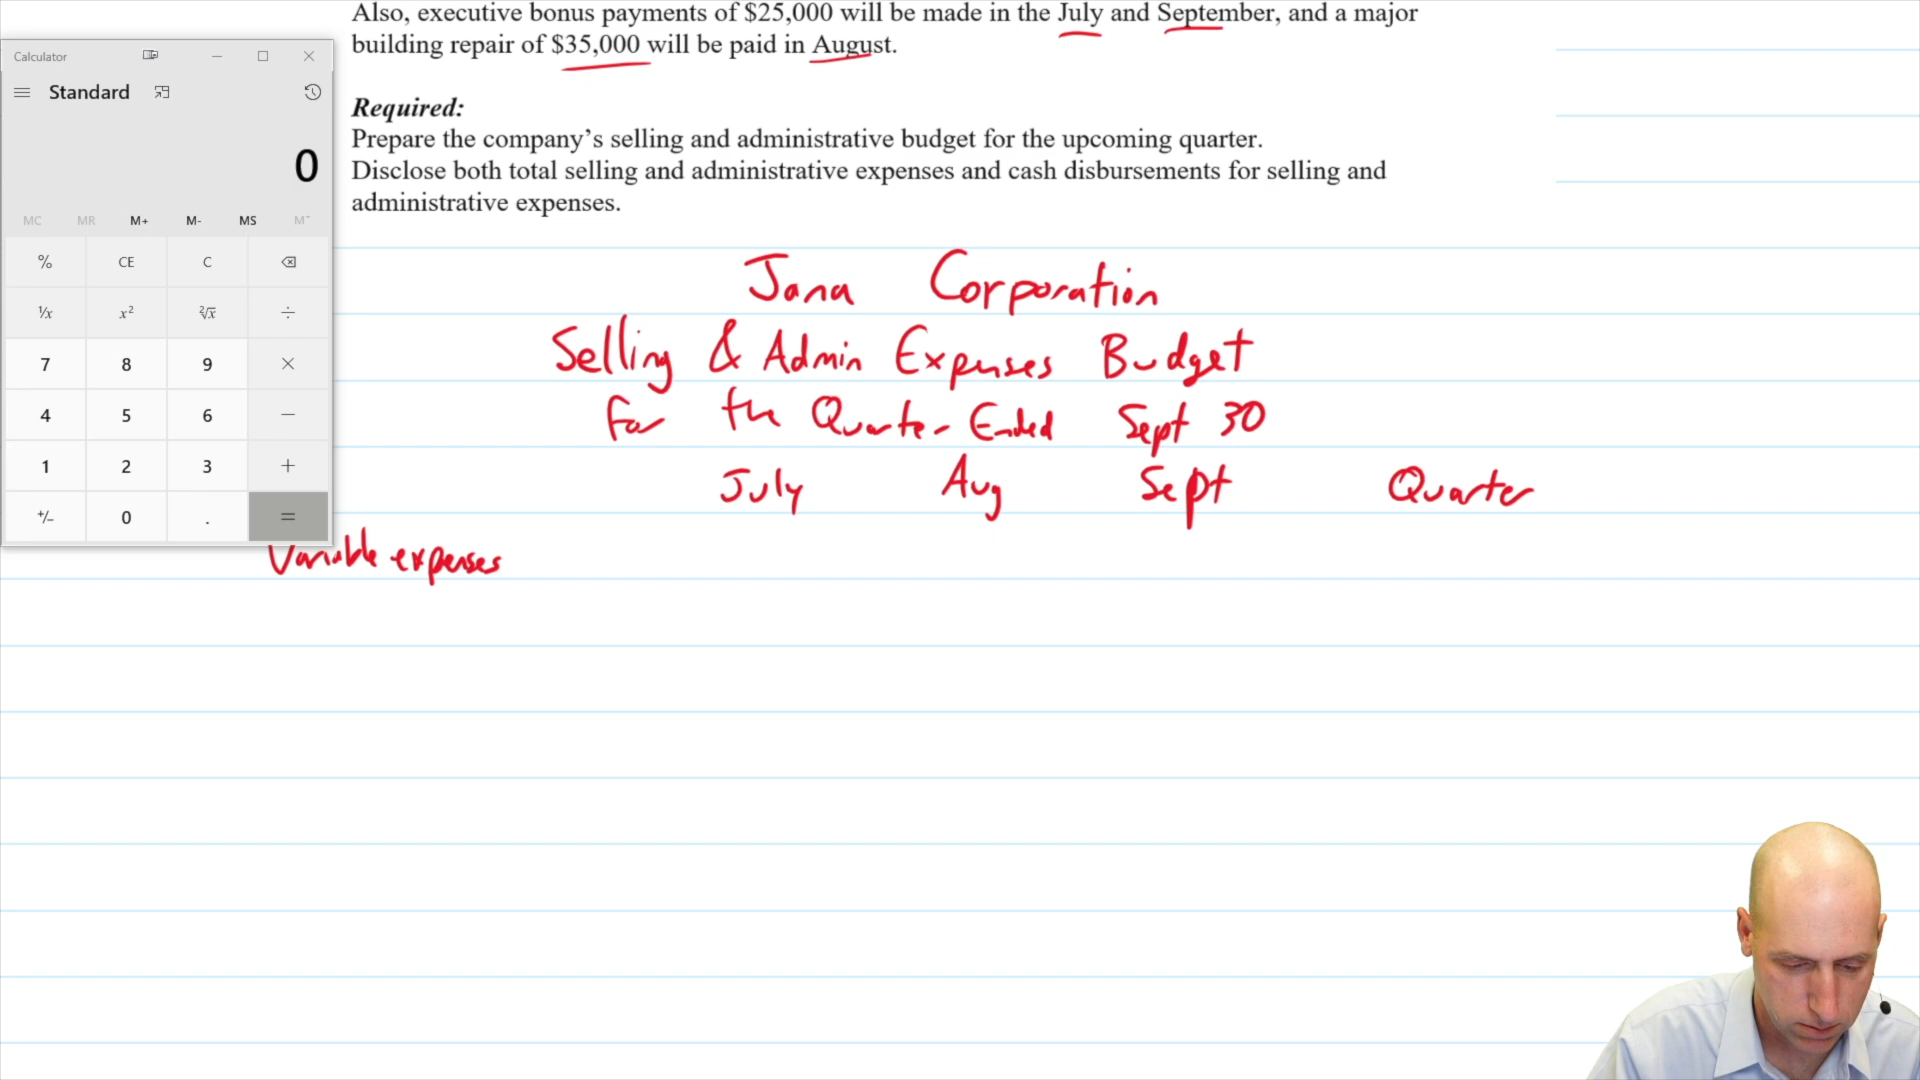 Also, executive bonus payments of $25,000 will be made in the July and September, and a major
building repair of $35,000 will be paid in August.
Calculator
Standard
0
MC MR M+ M- MS M˅
% CE C
¹/x x² ²√x ÷
7 8 9 ×
4 5 6 −
1 2 3 +
+/− 0 . =
Required:
Prepare the company’s selling and administrative budget for the upcoming quarter.
Disclose both total selling and administrative expenses and cash disbursements for selling and
administrative expenses.
Jana Corporation
Selling & Admin Expenses Budget
For the Quarter Ended Sept 30
July Aug Sept Quarter
Variable expenses